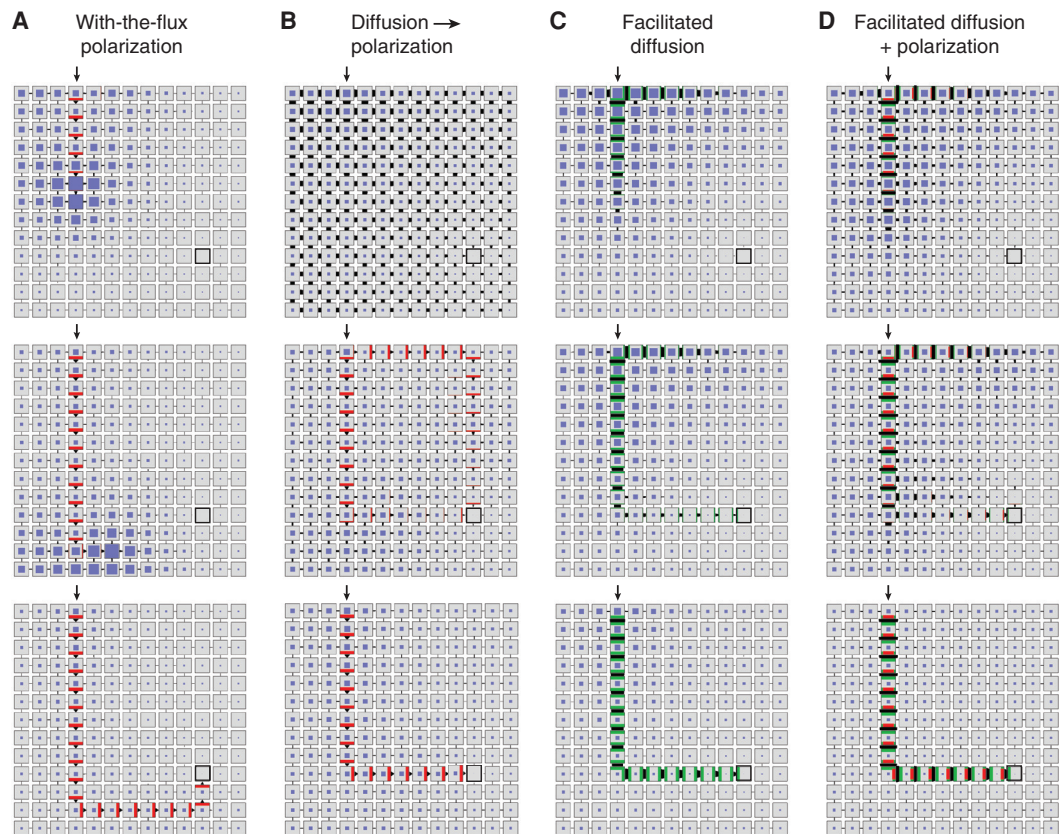 A
With-the-flux
polarization
B
Diffusion →
polarization
C
Facilitated
diffusion
D
Facilitated diffusion
+ polarization